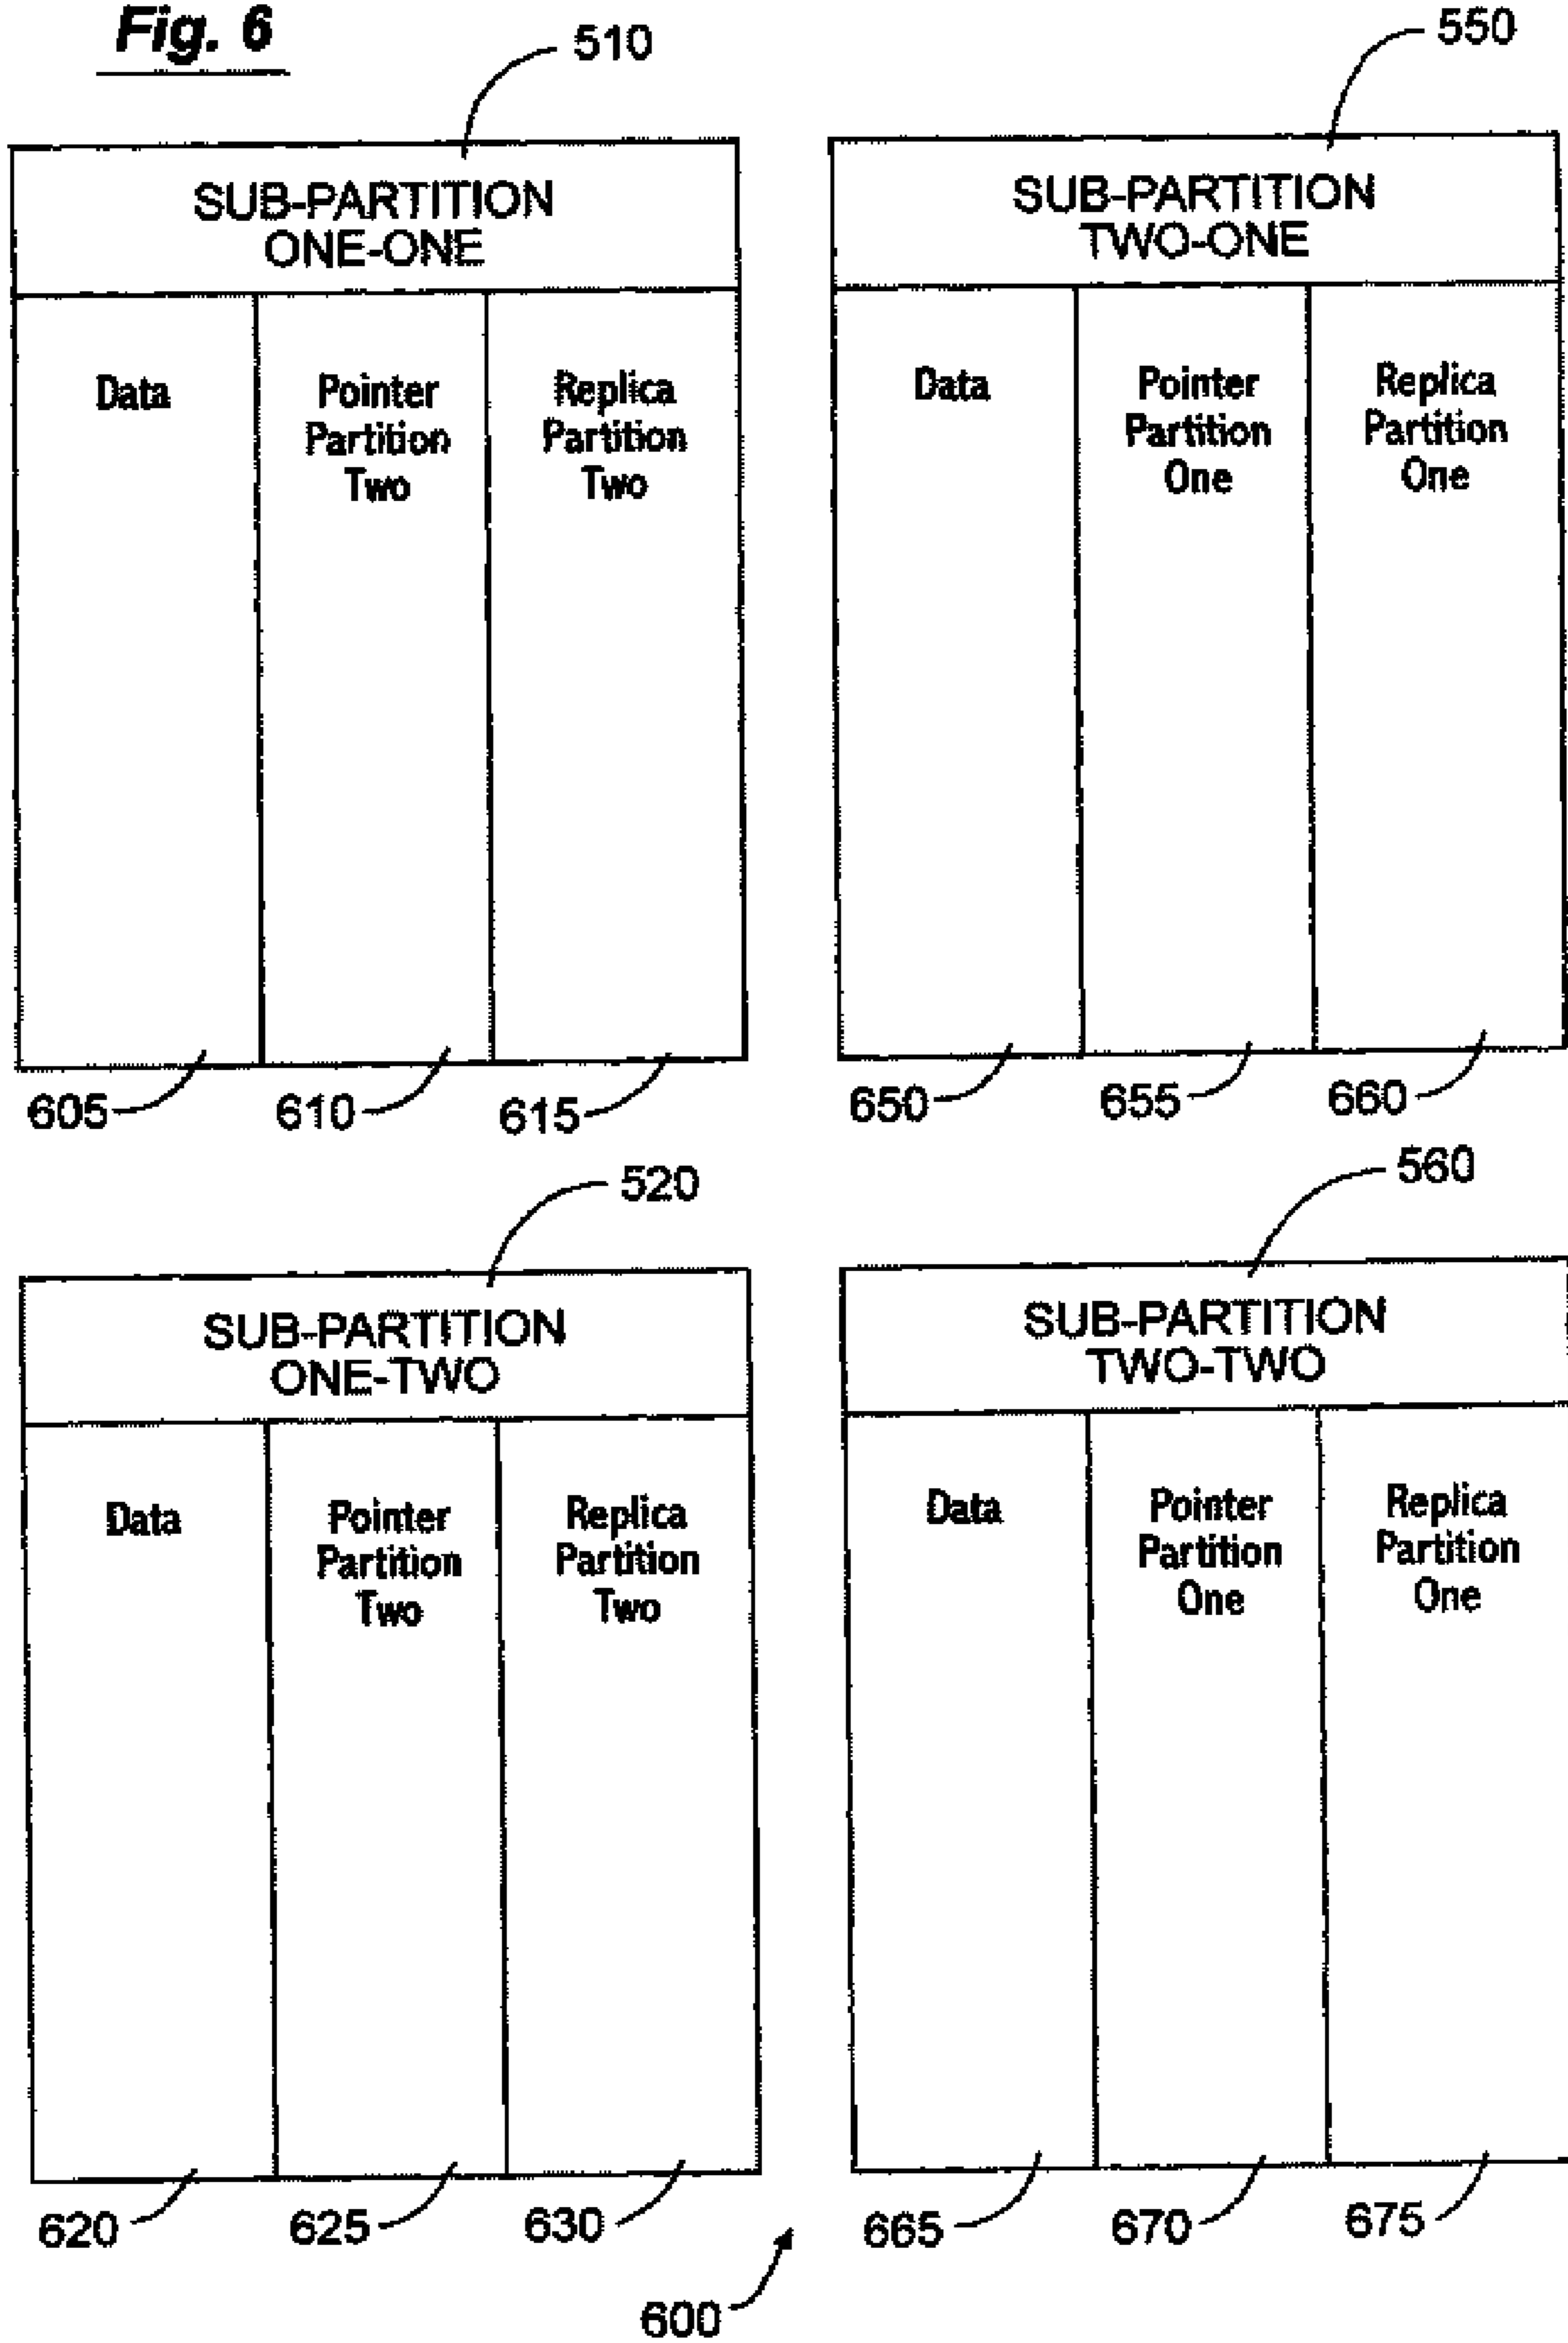 Fig. 6
510
SUB-PARTITION
ONE-ONE
Data
Pointer
Partition
Two
Replica
Partition
Two
605
610
615
550
SUB-PARTITION
TWO-ONE
Data
Pointer
Partition
One
Replica
Partition
One
650
655
660
520
SUB-PARTITION
ONE-TWO
Data
Pointer
Partition
Two
Replica
Partition
Two
620
625
630
560
SUB-PARTITION
TWO-TWO
Data
Pointer
Partition
One
Replica
Partition
One
665
670
675
600